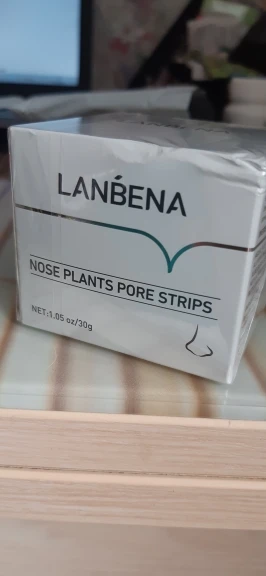 LANBENA
NOSE PLANTS PORE STRIPS
NET:1.05 oz/30g